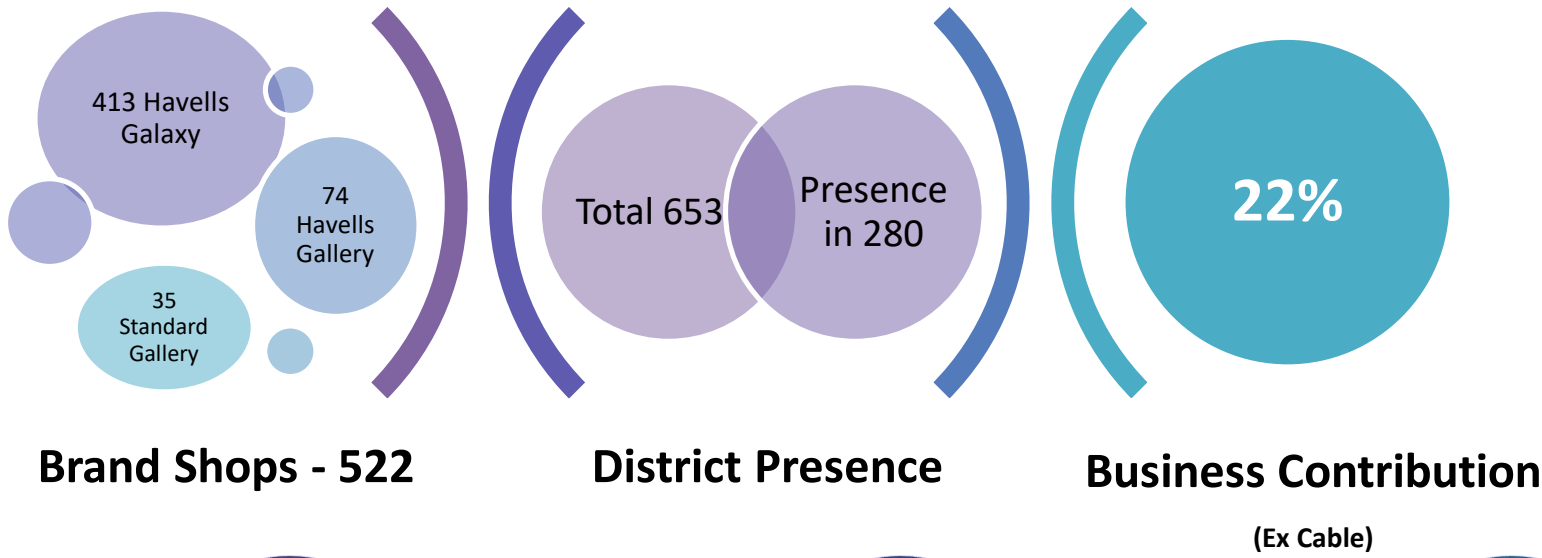 413 Havells
Galaxy
74
Havells
Gallery
35
Standard
Gallery
Brand Shops - 522
Total 653
Presence
in 280
District Presence
22%
Business Contribution
(Ex Cable)